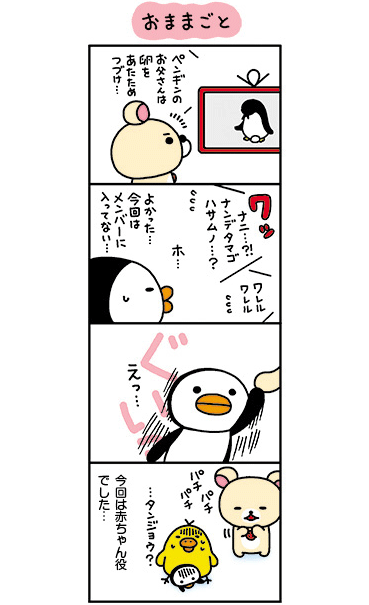 おままごと
ペンギンの
お父さんは
卵を
あたため
つづけ…
ワッ
ナニ…?!
ナンデタマゴ
ハサムノ…?
ワレル
ワレル
ホ…
よかった…
今回は
メンバーに
入ってない…
ぐいっ
えっ…
パチ
パチ
パチ
…タンジョウ?
今回は赤ちゃん役
でした…